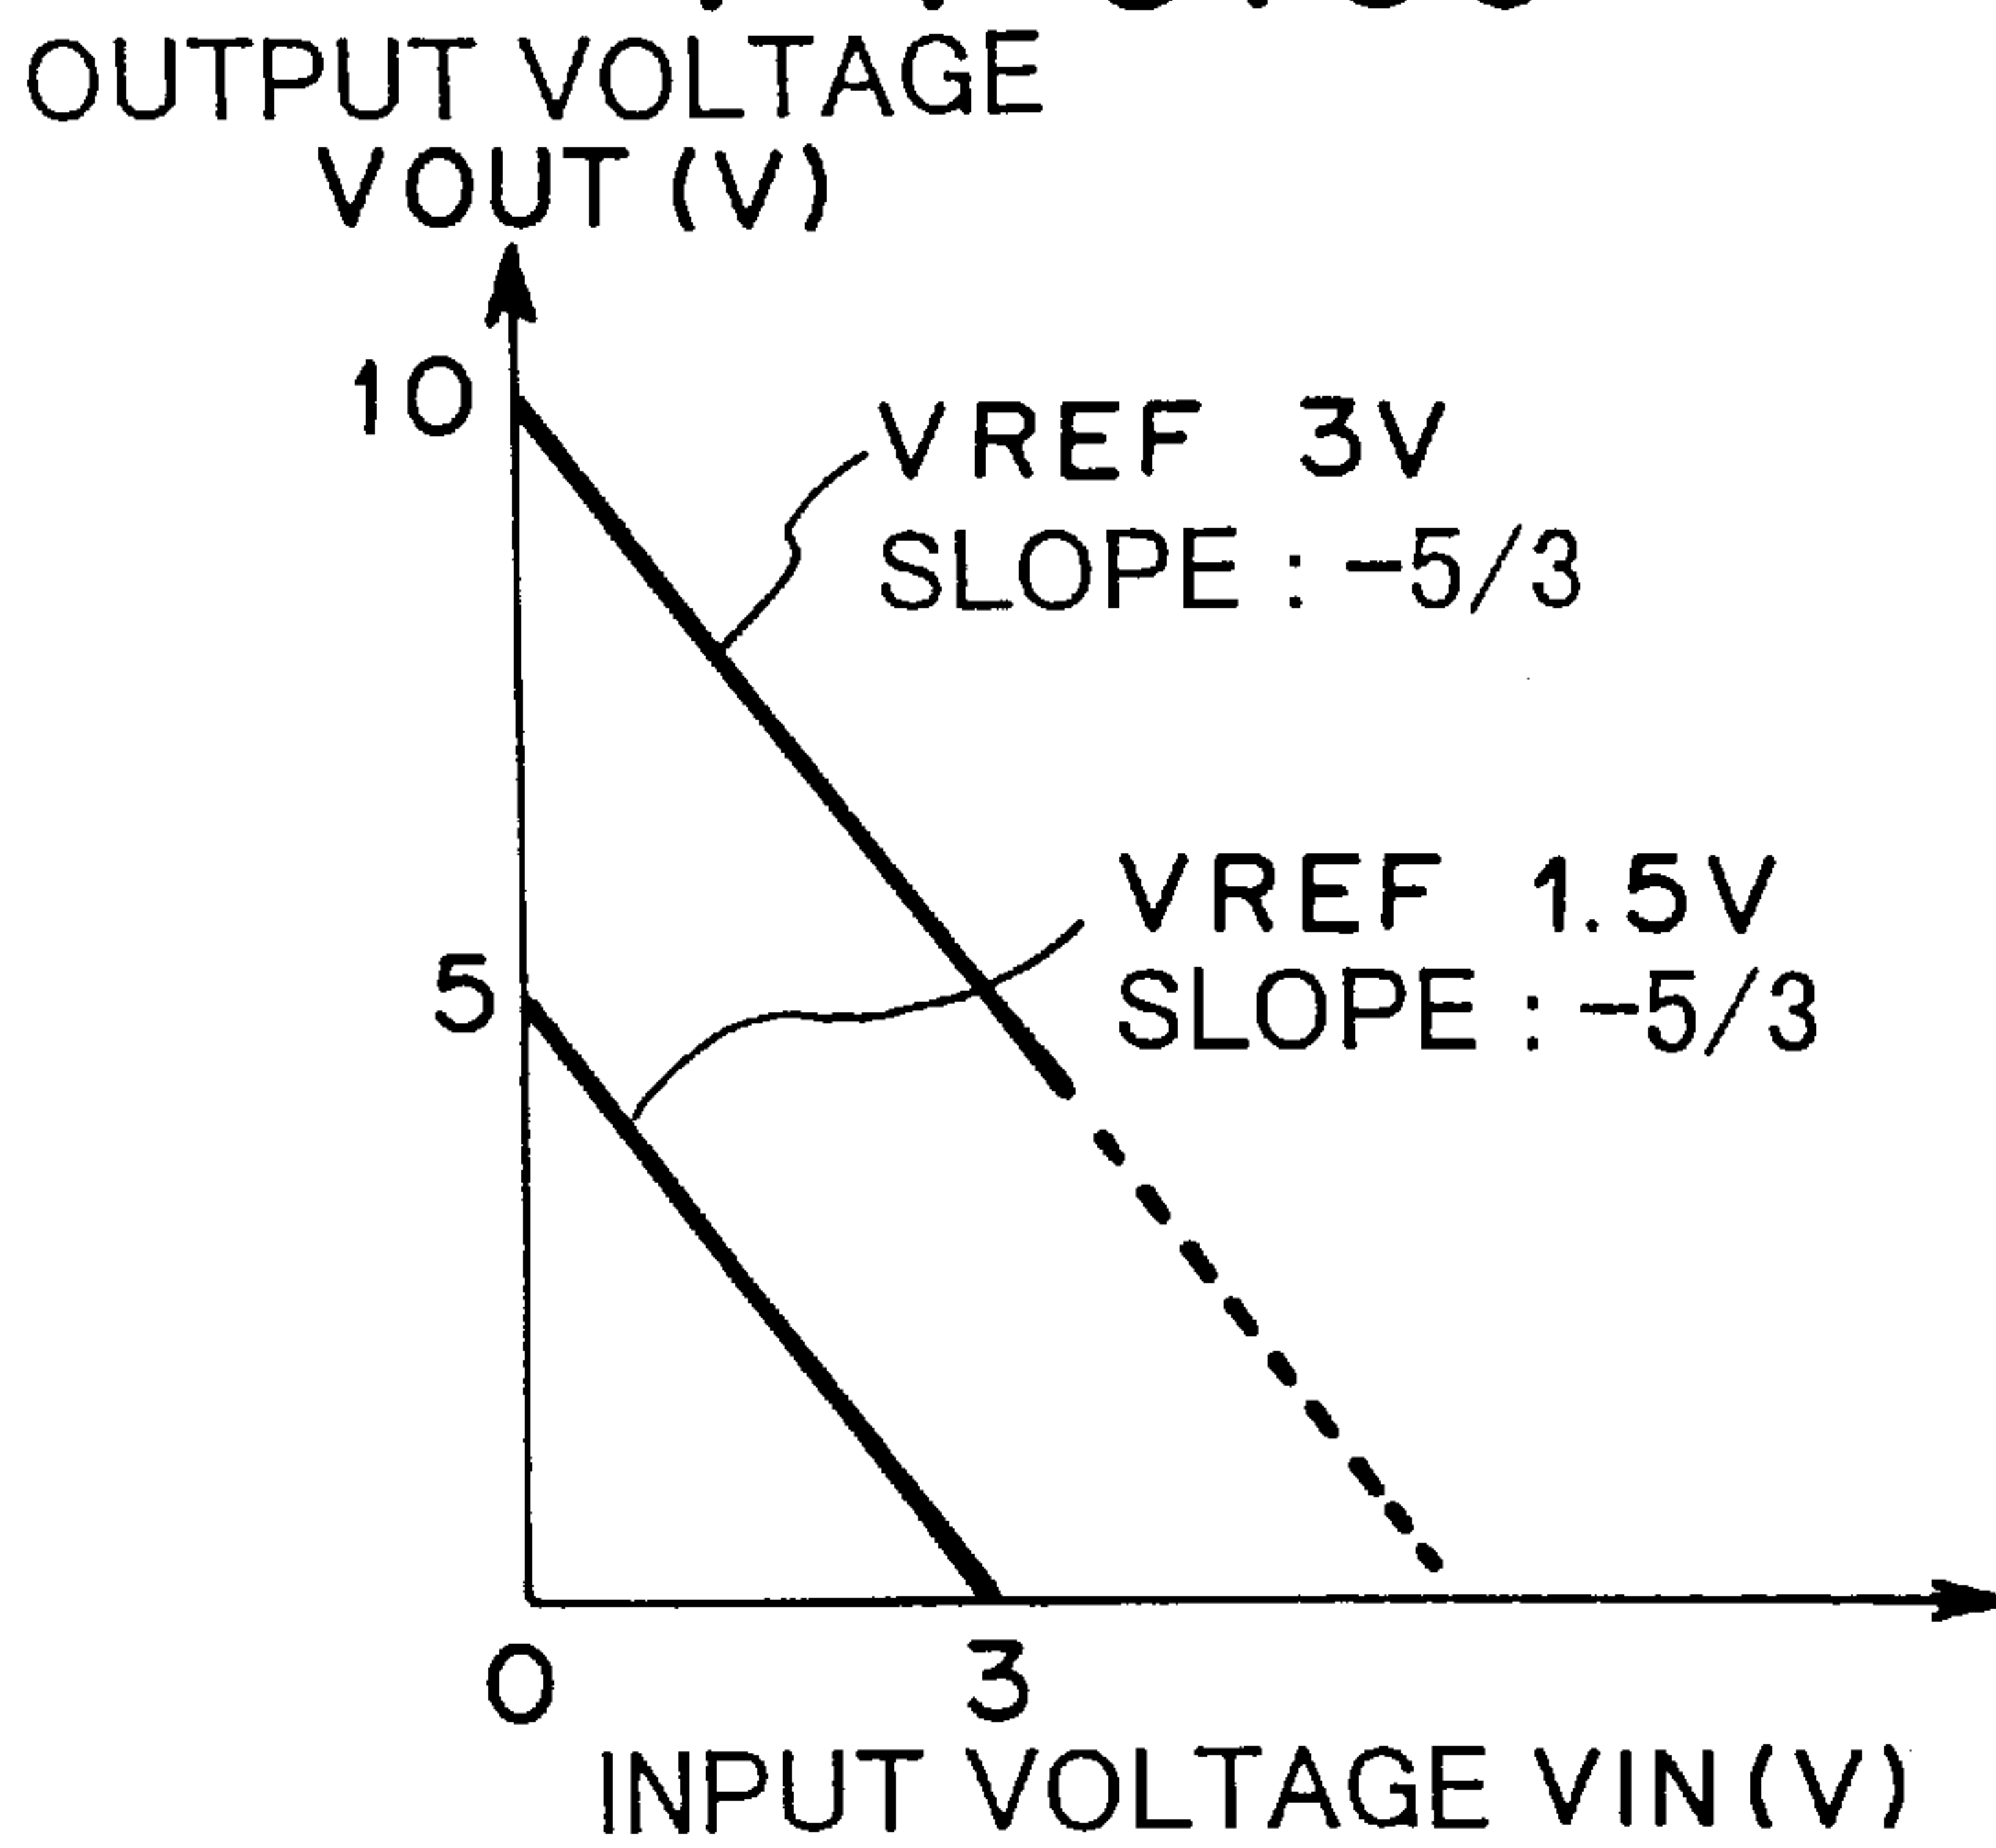 OUTPUT VOLTAGE
VOUT (V)
10
VREF 3V
SLOPE : -5/3
VREF 1.5V
SLOPE : -5/3
5
0
3
INPUT VOLTAGE VIN (V)